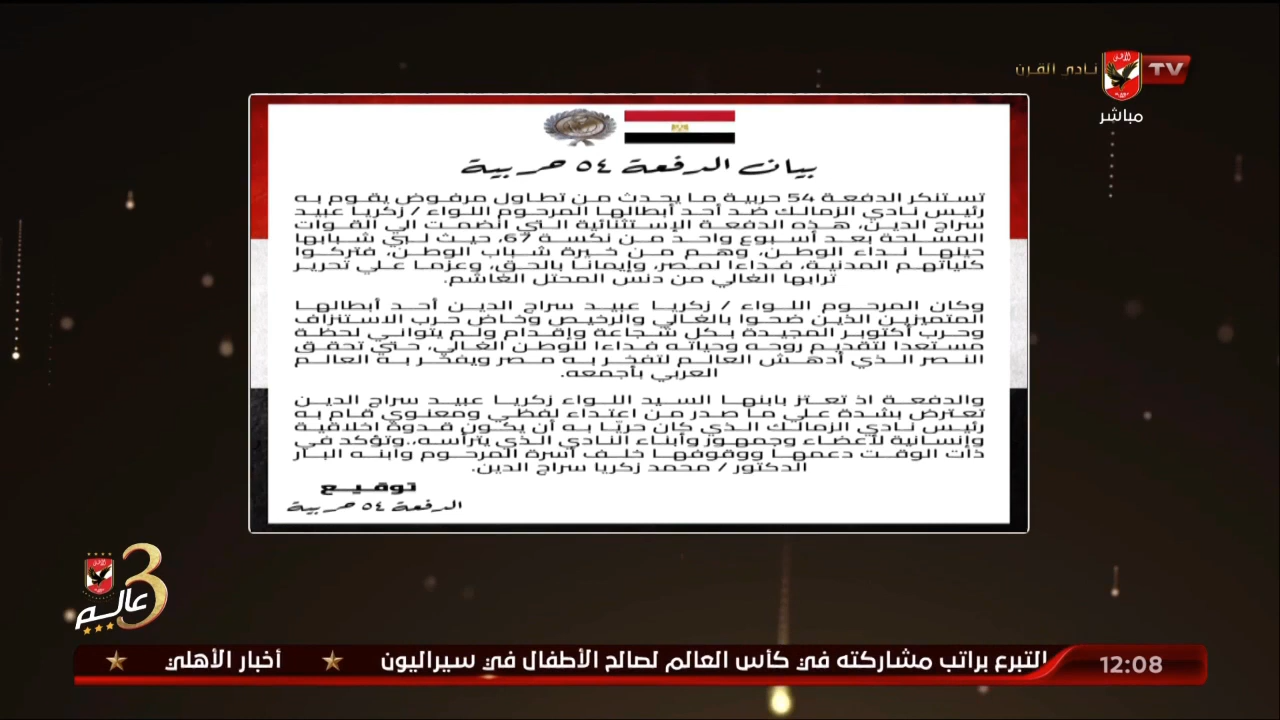 نادي القرن
TV
مباشر
بيان الدفعة ٥٤ حربية
تستنكر الدفعة 54 حربية ما يحدث من تطاول مرفوض يقوم به
رئيس نادي الزمالك ضد أحد أبطالها المرحوم اللواء / زكريا عبيد
سراج الدين، هذه الدفعة الإستثنائية التي انضمت الي القوات
المسلحة بعد أسبوع واحد من نكسة 67، حيث لبي شبابها
حينها نداء الوطن، وهم من خيرة شباب الوطن، فتركوا
كلياتهم المدنية، فداءا لمصر، وإيمانا بالحق، وعزما علي تحرير
ترابها الغالي من دنس المحتل الغاشم.
وكان المرحوم اللواء / زكريا عبيد سراج الدين أحد أبطالها
المتميزين الذين ضحوا بالغالي والرخيص وخاض حرب الاستنزاف
وحرب أكتوبر المجيدة بكل شجاعة وإقدام ولم يتواني لحظة
مستعدا لتقديم روحه وحياته فداءا للوطن الغالي، حتي تحقق
النصر الذي أدهش العالم لتفخر به مصر ويفخر به العالم
العربي بأجمعه.
والدفعة اذ تعتز بابنها السيد اللواء زكريا عبيد سراج الدين
تعترض بشدة علي ما صدر من اعتداء لفظي ومعنوي قام به
رئيس نادي الزمالك الذي كان حريا به أن يكون قدوة اخلاقية
وإنسانية لأعضاء وجمهور وأبناء النادي الذي يترأسه،.وتؤكد في
ذات الوقت دعمها ووقوفها خلف أسرة المرحوم وابنه البار
الدكتور / محمد زكريا سراج الدين.
توقيع
الدفعة ٥٤ حربية
3
عالم
12:08
التبرع براتب مشاركته في كأس العالم لصالح الأطفال في سيراليون
أخبار الأهلي